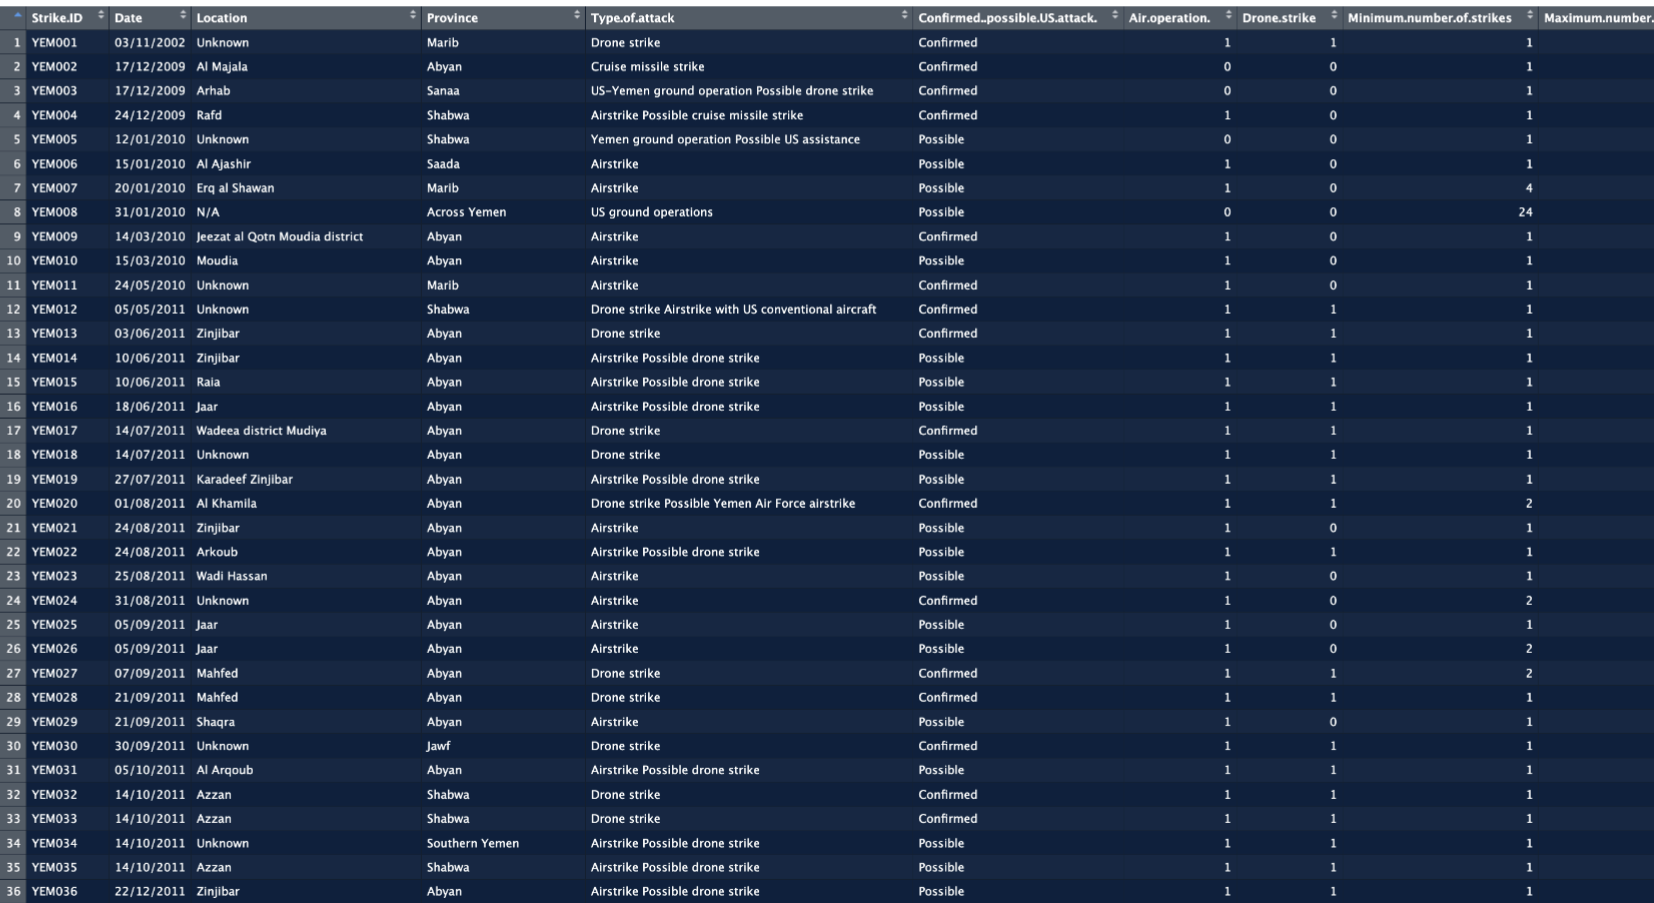 Strike.ID Date Location Province Type.of.attack Confirmed..possible.US.attack. Air.operation. Drone.strike Minimum.number.of.strikes Maximum.number.
1 YEM001 03/11/2002 Unknown Marib Drone strike Confirmed 1 1 1
2 YEM002 17/12/2009 Al Majala Abyan Cruise missile strike Confirmed 0 0 1
3 YEM003 17/12/2009 Arhab Sanaa US-Yemen ground operation Possible drone strike Confirmed 0 0 1
4 YEM004 24/12/2009 Rafd Shabwa Airstrike Possible cruise missile strike Confirmed 1 0 1
5 YEM005 12/01/2010 Unknown Shabwa Yemen ground operation Possible US assistance Possible 0 0 1
6 YEM006 15/01/2010 Al Ajashir Saada Airstrike Possible 1 0 1
7 YEM007 20/01/2010 Erq al Shawan Marib Airstrike Possible 1 0 4
8 YEM008 31/01/2010 N/A Across Yemen US ground operations Possible 0 0 24
9 YEM009 14/03/2010 Jeezat al Qotn Moudia district Abyan Airstrike Confirmed 1 0 1
10 YEM010 15/03/2010 Moudia Abyan Airstrike Possible 1 0 1
11 YEM011 24/05/2010 Unknown Marib Airstrike Confirmed 1 0 1
12 YEM012 05/05/2011 Unknown Shabwa Drone strike Airstrike with US conventional aircraft Confirmed 1 1 1
13 YEM013 03/06/2011 Zinjibar Abyan Drone strike Confirmed 1 1 1
14 YEM014 10/06/2011 Zinjibar Abyan Airstrike Possible drone strike Possible 1 1 1
15 YEM015 10/06/2011 Raia Abyan Airstrike Possible drone strike Possible 1 1 1
16 YEM016 18/06/2011 Jaar Abyan Airstrike Possible drone strike Possible 1 1 1
17 YEM017 14/07/2011 Wadeea district Mudiya Abyan Drone strike Confirmed 1 1 1
18 YEM018 14/07/2011 Unknown Abyan Drone strike Possible 1 1 1
19 YEM019 27/07/2011 Karadeef Zinjibar Abyan Airstrike Possible drone strike Possible 1 1 1
20 YEM020 01/08/2011 Al Khamila Abyan Drone strike Possible Yemen Air Force airstrike Confirmed 1 1 2
21 YEM021 24/08/2011 Zinjibar Abyan Airstrike Possible 1 0 1
22 YEM022 24/08/2011 Arkoub Abyan Airstrike Possible drone strike Possible 1 1 1
23 YEM023 25/08/2011 Wadi Hassan Abyan Airstrike Possible 1 0 1
24 YEM024 31/08/2011 Unknown Abyan Airstrike Confirmed 1 0 2
25 YEM025 05/09/2011 Jaar Abyan Airstrike Possible 1 0 1
26 YEM026 05/09/2011 Jaar Abyan Airstrike Possible 1 0 2
27 YEM027 07/09/2011 Mahfed Abyan Drone strike Confirmed 1 1 2
28 YEM028 21/09/2011 Mahfed Abyan Drone strike Confirmed 1 1 1
29 YEM029 21/09/2011 Shaqra Abyan Airstrike Possible 1 0 1
30 YEM030 30/09/2011 Unknown Jawf Drone strike Confirmed 1 1 1
31 YEM031 05/10/2011 Al Arqoub Abyan Airstrike Possible drone strike Possible 1 1 1
32 YEM032 14/10/2011 Azzan Shabwa Drone strike Confirmed 1 1 1
33 YEM033 14/10/2011 Azzan Shabwa Drone strike Confirmed 1 1 1
34 YEM034 14/10/2011 Unknown Southern Yemen Airstrike Possible drone strike Possible 1 1 1
35 YEM035 14/10/2011 Azzan Shabwa Airstrike Possible drone strike Possible 1 1 1
36 YEM036 22/12/2011 Zinjibar Abyan Airstrike Possible drone strike Possible 1 1 1